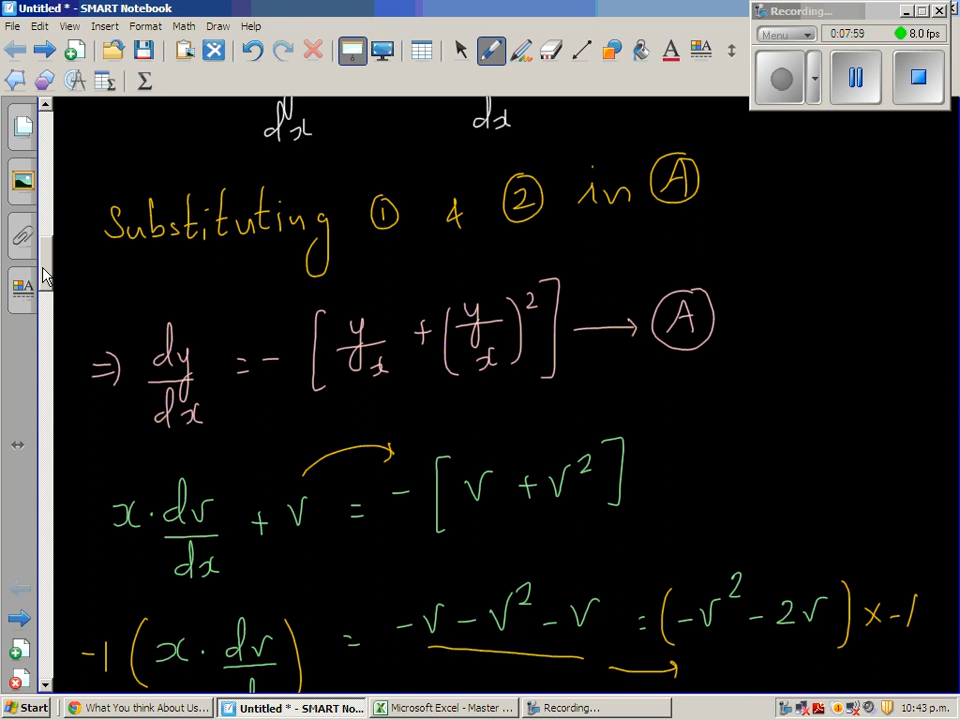 Untitled * - SMART Notebook
Recording...
File Edit View Insert Format Math Draw Help
Menu 0:07:59 8.0 fps
dx dx
Substituting ① & ② in Ⓐ
⇒ dy/dx = - [y/x + (y/x)²] → Ⓐ
x · dv/dx + v = - [v + v²]
-1 (x · dv/d) = -v - v² - v = (-v² - 2v) x -1
Start What You think About Us... Untitled * - SMART No... Microsoft Excel - Master ... Recording... 10:43 p.m.